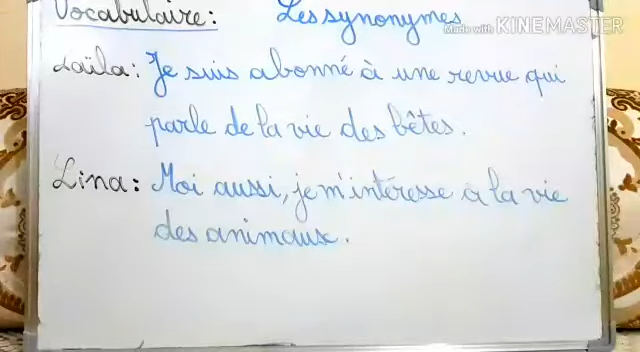 Vocabulaire: Les synonymes
Made with KINEMASTER
Laïla: Je suis abonné à une revue qui
parle de la vie des bêtes.
Lina: Moi aussi, je m'intéresse à la vie
des animaux.